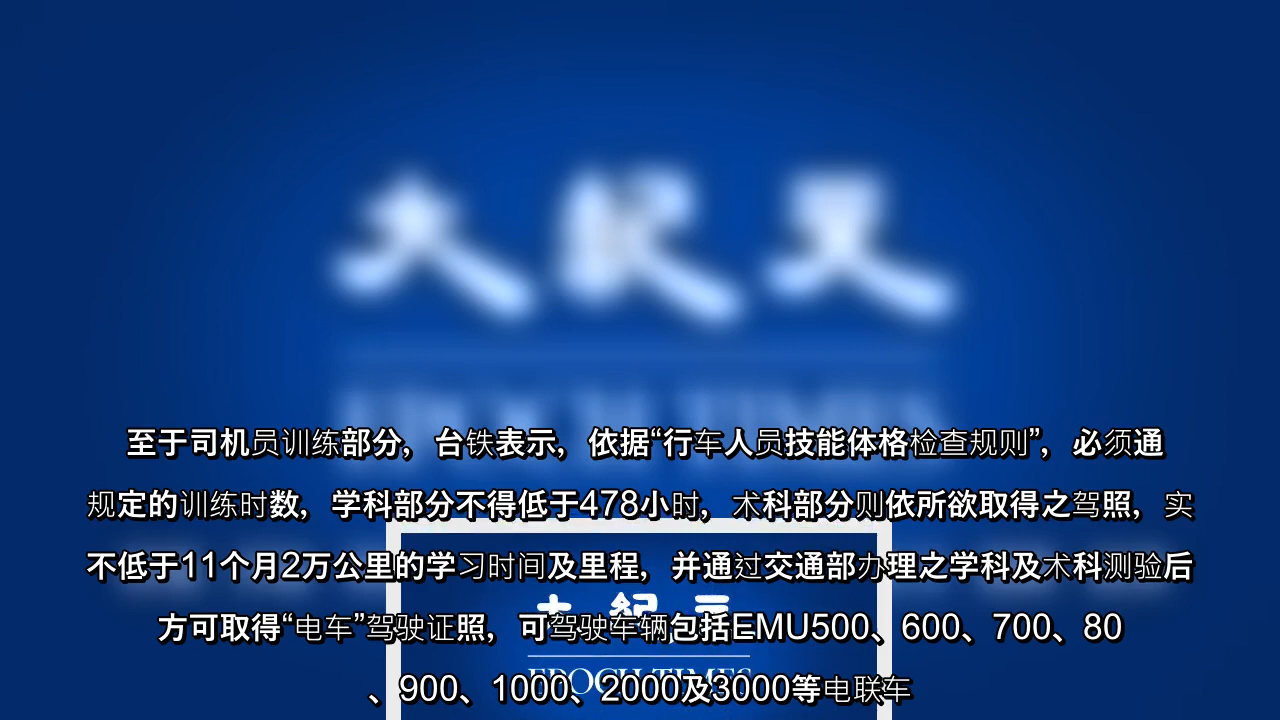 大紀元
EPOCH TIMES
至于司机员训练部分，台铁表示，依据“行车人员技能体格检查规则”，必须通
规定的训练时数，学科部分不得低于478小时，术科部分则依所欲取得之驾照，实
不低于11个月2万公里的学习时间及里程，并通过交通部办理之学科及术科测验后
方可取得“电车”驾驶证照，可驾驶车辆包括EMU500、600、700、80
、900、1000、2000及3000等电联车
大紀元
EPOCH TIMES